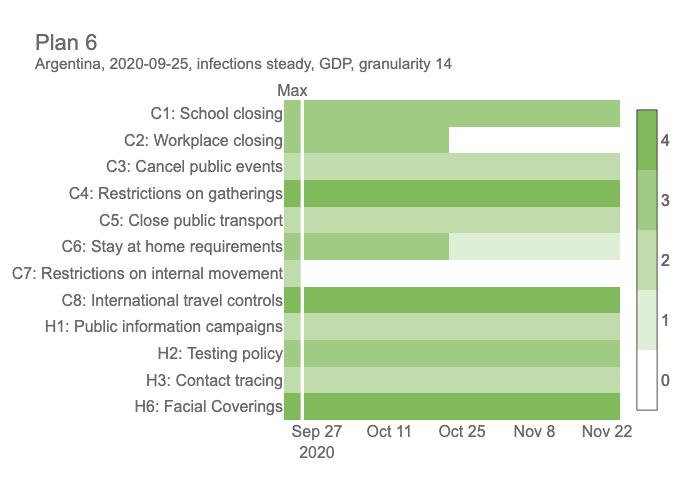 Plan 6
Argentina, 2020-09-25, infections steady, GDP, granularity 14
Max
C1: School closing
C2: Workplace closing
C3: Cancel public events
C4: Restrictions on gatherings
C5: Close public transport
C6: Stay at home requirements
C7: Restrictions on internal movement
C8: International travel controls
H1: Public information campaigns
H2: Testing policy
H3: Contact tracing
H6: Facial Coverings
Sep 27 Oct 11 Oct 25 Nov 8 Nov 22
2020
4
3
2
1
0